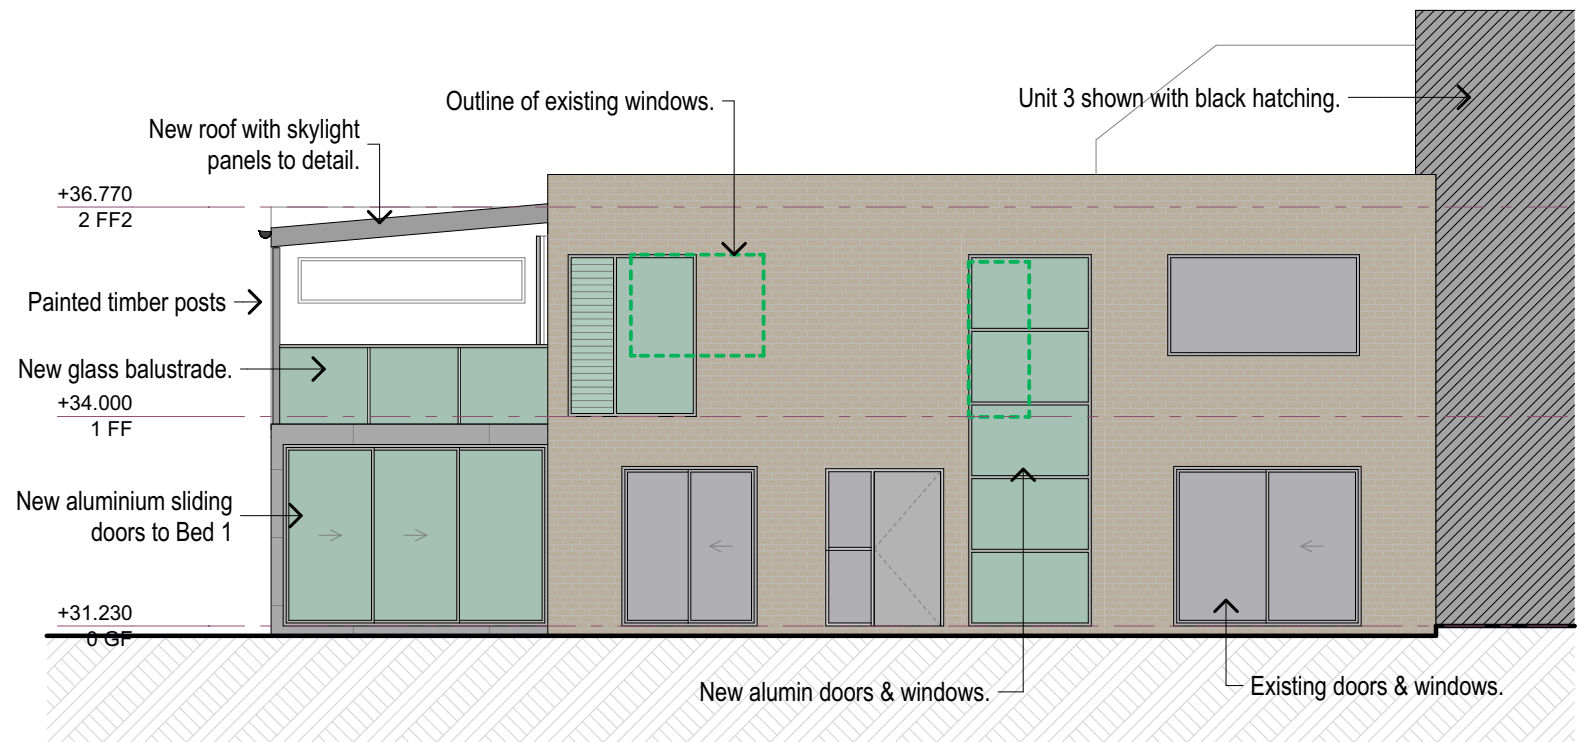 Outline of existing windows.
Unit 3 shown with black hatching.
New roof with skylight
panels to detail.
+36.770
2 FF2
Painted timber posts
New glass balustrade.
+34.000
1 FF
New aluminium sliding
doors to Bed 1
+31.230
0 GF
New alumin doors & windows.
Existing doors & windows.